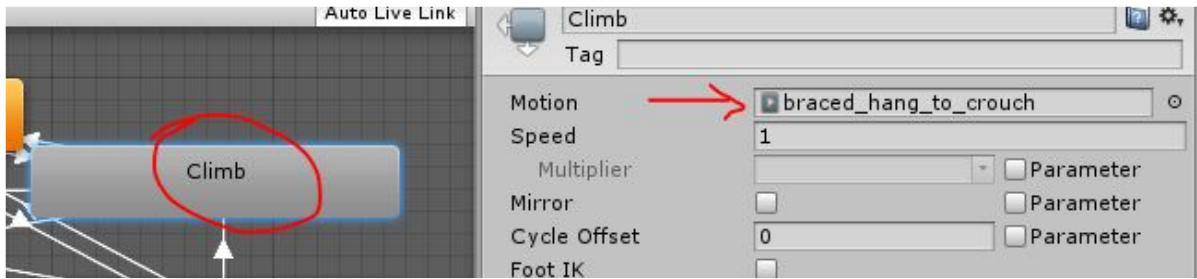 Auto Live Link
Climb
Climb
Tag
Motion braced_hang_to_crouch
Speed 1
Multiplier Parameter
Mirror Parameter
Cycle Offset 0 Parameter
Foot IK